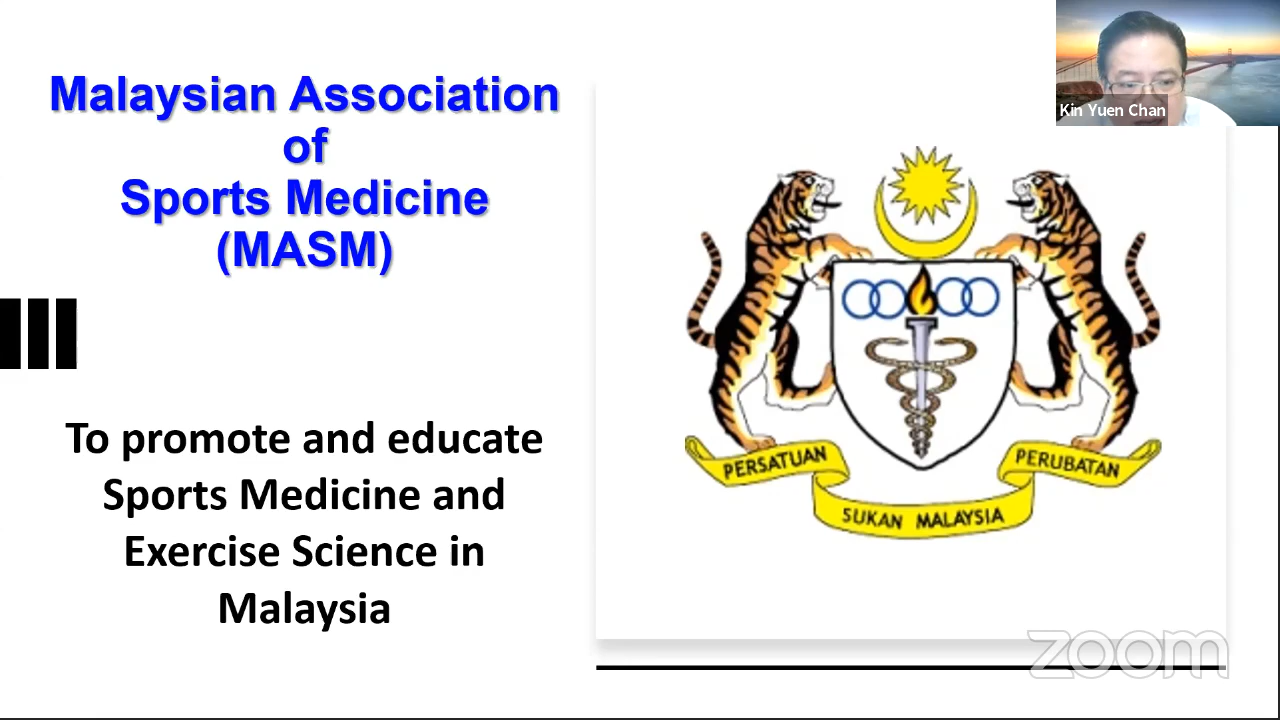 Malaysian Association
of
Sports Medicine
(MASM)
To promote and educate
Sports Medicine and
Exercise Science in
Malaysia
Kin Yuen Chan
PERSATUAN
PERUBATAN
SUKAN MALAYSIA
zoom